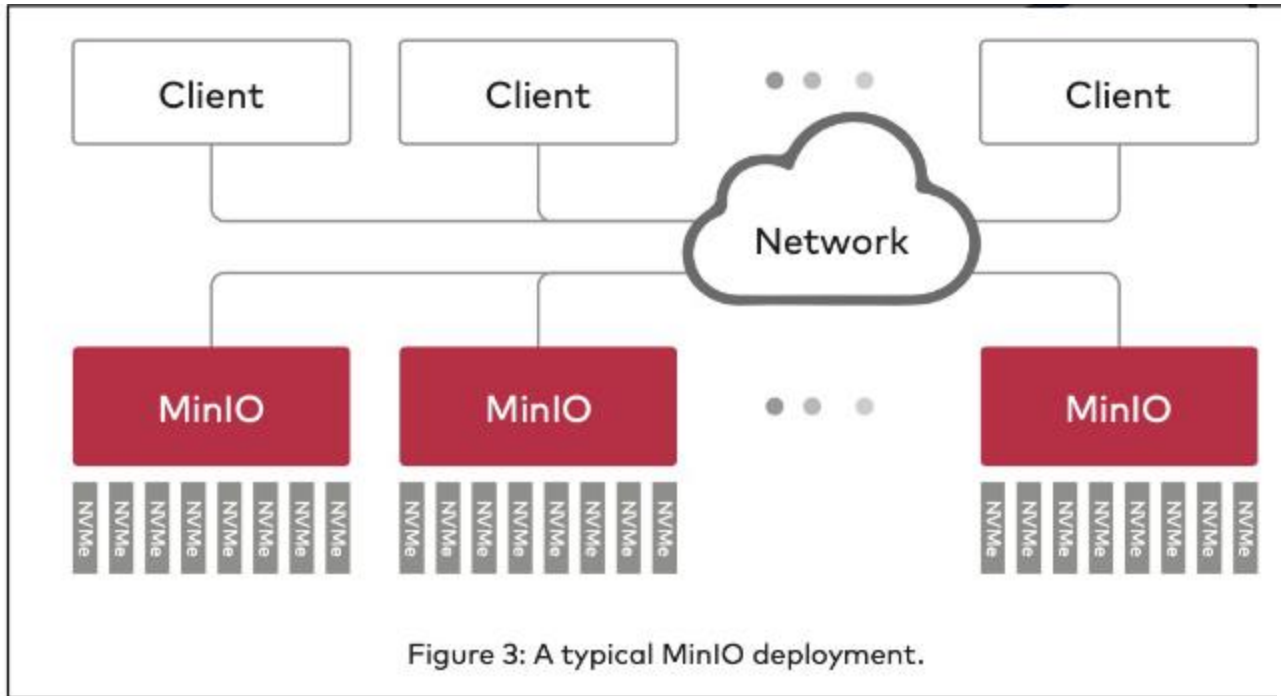 Client Client Client
Network
MinIO MinIO MinIO
NVMe NVMe NVMe NVMe NVMe NVMe NVMe NVMe NVMe NVMe NVMe NVMe NVMe NVMe NVMe NVMe NVMe NVMe NVMe NVMe NVMe NVMe NVMe NVMe
Figure 3: A typical MinIO deployment.